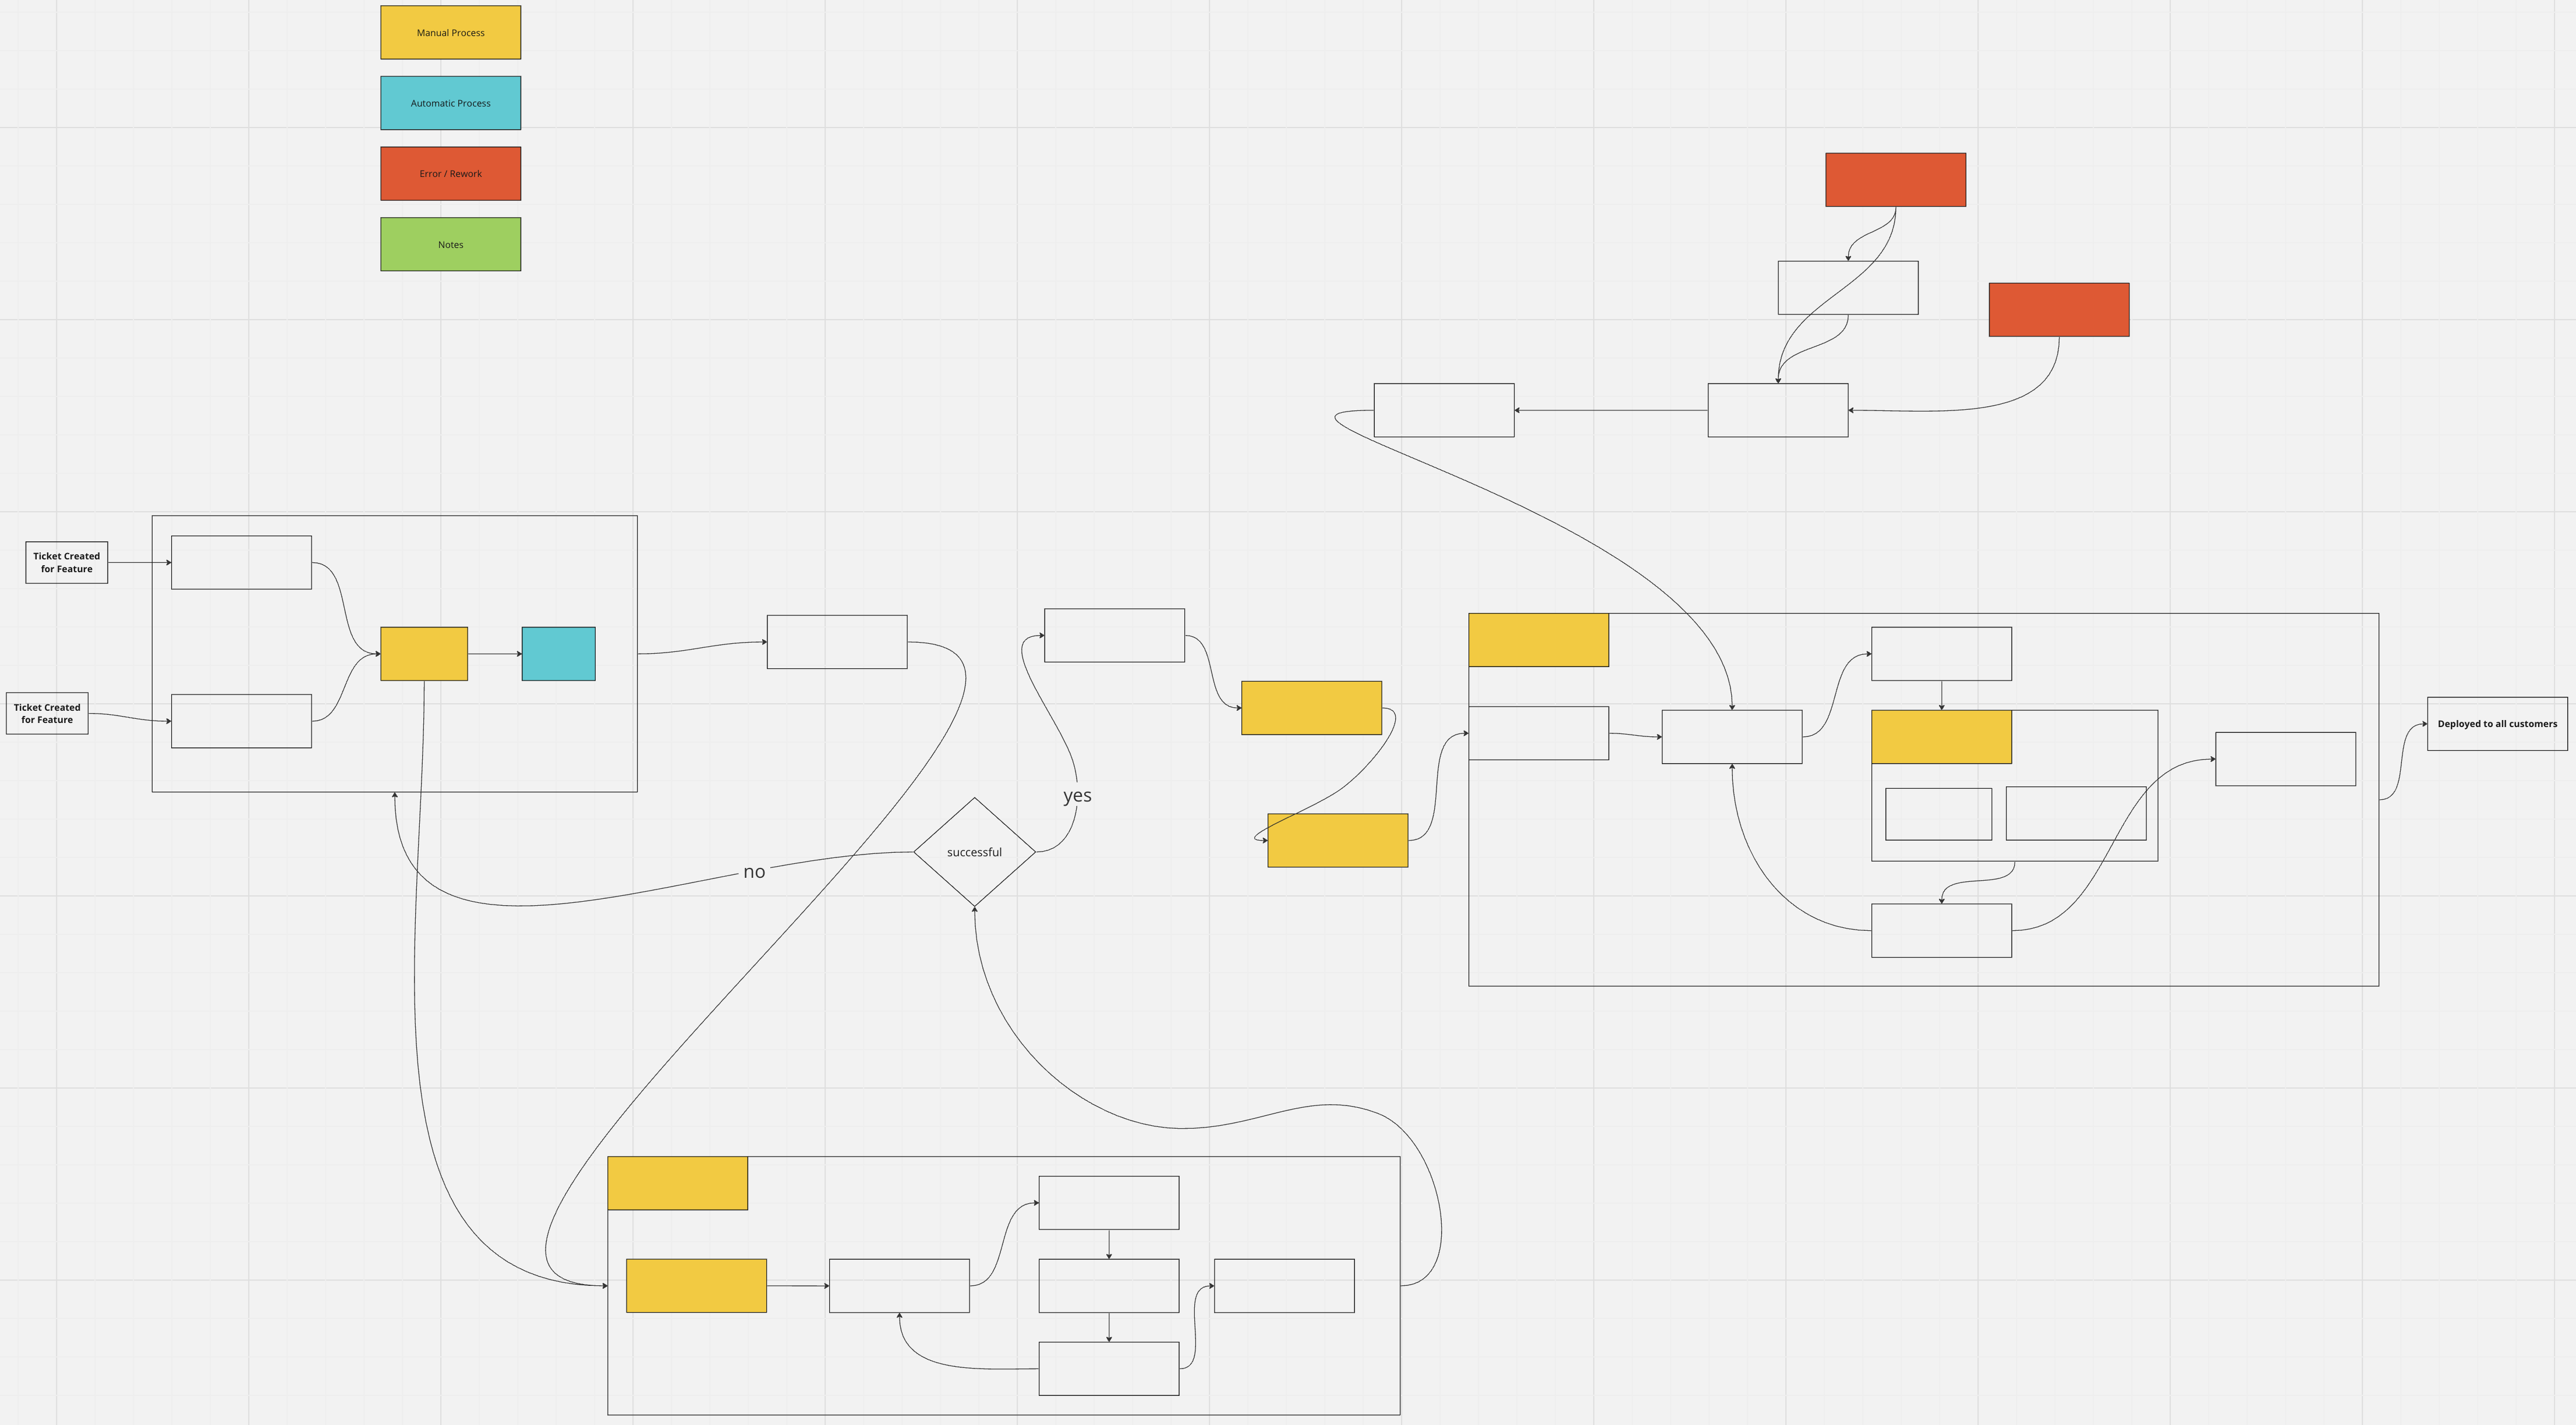 Manual Process
Automatic Process
Error / Rework
Notes
Ticket Created
for Feature
Ticket Created
for Feature
yes
successful
no
Deployed to all customers